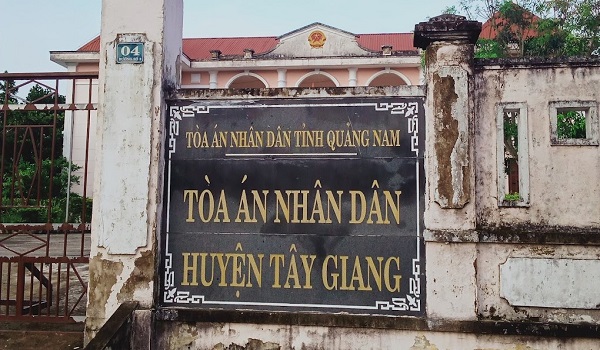 04
TÒA ÁN NHÂN DÂN TỈNH QUẢNG NAM
TÒA ÁN NHÂN DÂN
HUYỆN TÂY GIANG